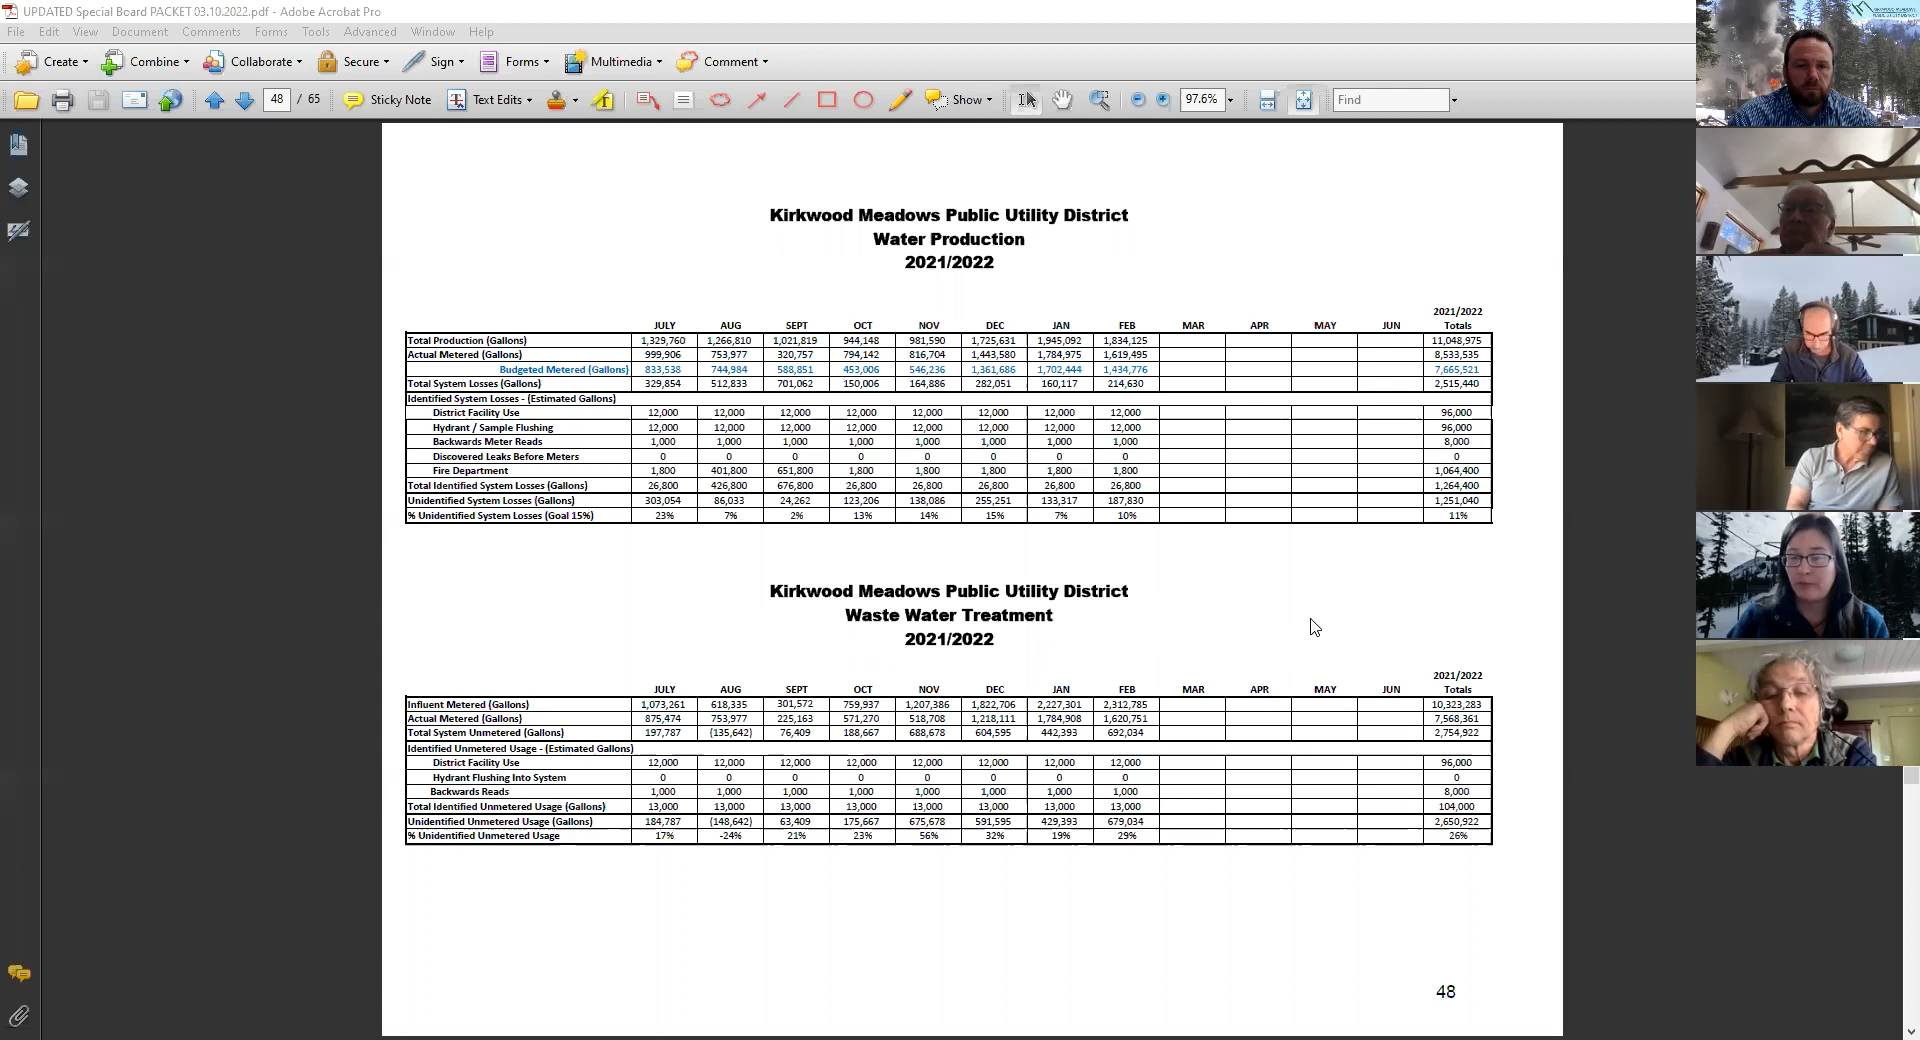 UPDATED Special Board PACKET 03.10.2022.pdf - Adobe Acrobat Pro
File Edit View Document Comments Forms Tools Advanced Window Help
Create Combine Collaborate Secure Sign Forms Multimedia Comment
48 / 65 Sticky Note Text Edits Show 97.6% Find
Kirkwood Meadows Public Utility District
Water Production
2021/2022
2021/2022
JULY AUG SEPT OCT NOV DEC JAN FEB MAR APR MAY JUN Totals
Total Production (Gallons) 1,329,760 1,266,810 1,021,819 944,148 981,590 1,725,631 1,945,092 1,834,125 11,048,975
Actual Metered (Gallons) 999,906 753,977 320,757 794,142 816,704 1,443,580 1,784,975 1,619,495 8,533,535
Budgeted Metered (Gallons) 833,538 744,984 588,851 453,006 546,236 1,361,686 1,702,444 1,434,776 7,665,521
Total System Losses (Gallons) 329,854 512,833 701,062 150,006 164,886 282,051 160,117 214,630 2,515,440
Identified System Losses - (Estimated Gallons)
District Facility Use 12,000 12,000 12,000 12,000 12,000 12,000 12,000 12,000 96,000
Hydrant / Sample Flushing 12,000 12,000 12,000 12,000 12,000 12,000 12,000 12,000 96,000
Backwards Meter Reads 1,000 1,000 1,000 1,000 1,000 1,000 1,000 1,000 8,000
Discovered Leaks Before Meters 0 0 0 0 0 0 0 0 0
Fire Department 1,800 401,800 651,800 1,800 1,800 1,800 1,800 1,800 1,064,400
Total Identified System Losses (Gallons) 26,800 426,800 676,800 26,800 26,800 26,800 26,800 26,800 1,264,400
Unidentified System Losses (Gallons) 303,054 86,033 24,262 123,206 138,086 255,251 133,317 187,830 1,251,040
% Unidentified System Losses (Goal 15%) 23% 7% 2% 13% 14% 15% 7% 10% 11%
Kirkwood Meadows Public Utility District
Waste Water Treatment
2021/2022
2021/2022
JULY AUG SEPT OCT NOV DEC JAN FEB MAR APR MAY JUN Totals
Influent Metered (Gallons) 1,073,261 618,335 301,572 759,937 1,207,386 1,822,706 2,227,301 2,312,785 10,323,283
Actual Metered (Gallons) 875,474 753,977 225,163 571,270 518,708 1,218,111 1,784,908 1,620,751 7,568,361
Total System Unmetered (Gallons) 197,787 (135,642) 76,409 188,667 688,678 604,595 442,393 692,034 2,754,922
Identified Unmetered Usage - (Estimated Gallons)
District Facility Use 12,000 12,000 12,000 12,000 12,000 12,000 12,000 12,000 96,000
Hydrant Flushing Into System 0 0 0 0 0 0 0 0 0
Backwards Reads 1,000 1,000 1,000 1,000 1,000 1,000 1,000 1,000 8,000
Total Identified Unmetered Usage (Gallons) 13,000 13,000 13,000 13,000 13,000 13,000 13,000 13,000 104,000
Unidentified Unmetered Usage (Gallons) 184,787 (148,642) 63,409 175,667 675,678 591,595 429,393 679,034 2,650,922
% Unidentified Unmetered Usage 17% -24% 21% 23% 56% 32% 19% 29% 26%
48